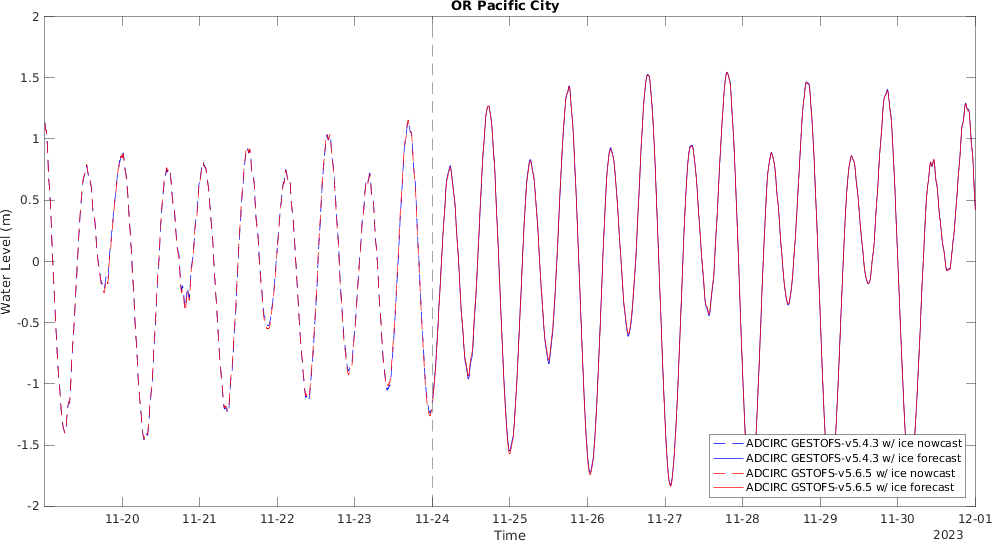 OR Pacific City
2
1.5
1
0.5
0
-0.5
-1
-1.5
-2
Water Level (m)
ADCIRC GESTOFS-v5.4.3 w/ ice nowcast
ADCIRC GESTOFS-v5.4.3 w/ ice forecast
ADCIRC GSTOFS-v5.6.5 w/ ice nowcast
ADCIRC GSTOFS-v5.6.5 w/ ice forecast
11-20 11-21 11-22 11-23 11-24 11-25 11-26 11-27 11-28 11-29 11-30 12-01
Time
2023